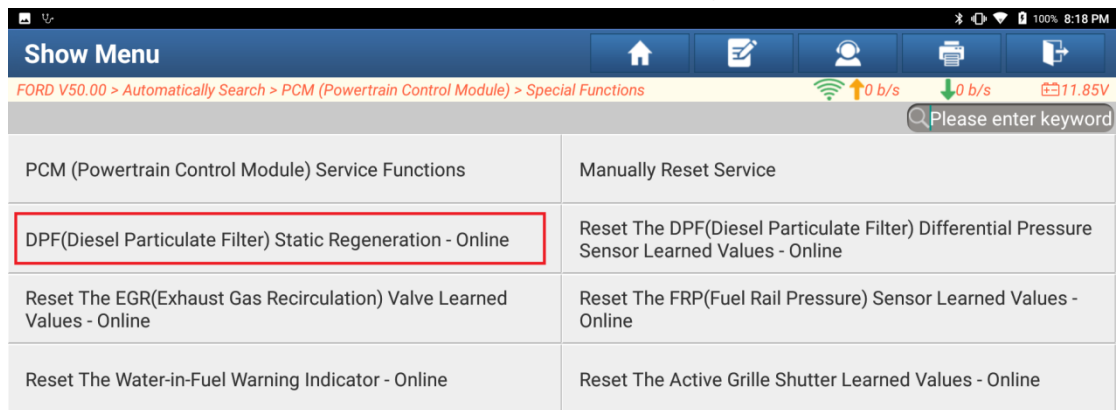 100% 8:18 PM
Show Menu
FORD V50.00 > Automatically Search > PCM (Powertrain Control Module) > Special Functions
0 b/s
0 b/s
11.85V
Please enter keyword
PCM (Powertrain Control Module) Service Functions
Manually Reset Service
DPF(Diesel Particulate Filter) Static Regeneration - Online
Reset The DPF(Diesel Particulate Filter) Differential Pressure
Sensor Learned Values - Online
Reset The EGR(Exhaust Gas Recirculation) Valve Learned
Values - Online
Reset The FRP(Fuel Rail Pressure) Sensor Learned Values -
Online
Reset The Water-in-Fuel Warning Indicator - Online
Reset The Active Grille Shutter Learned Values - Online